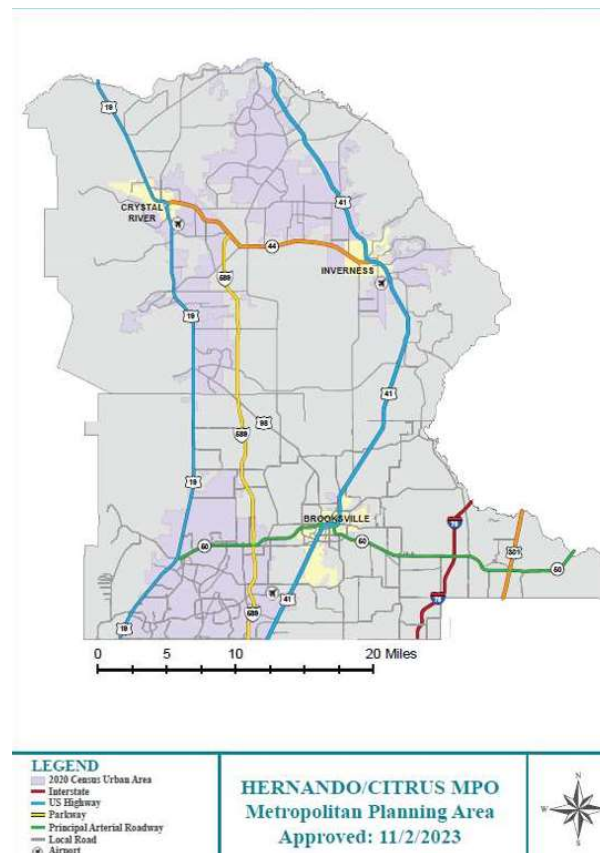 19
41
CRYSTAL
RIVER
44
INVERNESS
589
19
41
98
589
19
BROOKSVILLE
50
50
75
301
50
75
41
19
589
0 5 10 20 Miles
LEGEND
2020 Census Urban Area
Interstate
US Highway
Parkway
Principal Arterial Roadway
Local Road
Airport
HERNANDO/CITRUS MPO
Metropolitan Planning Area
Approved: 11/2/2023
N
W E
S